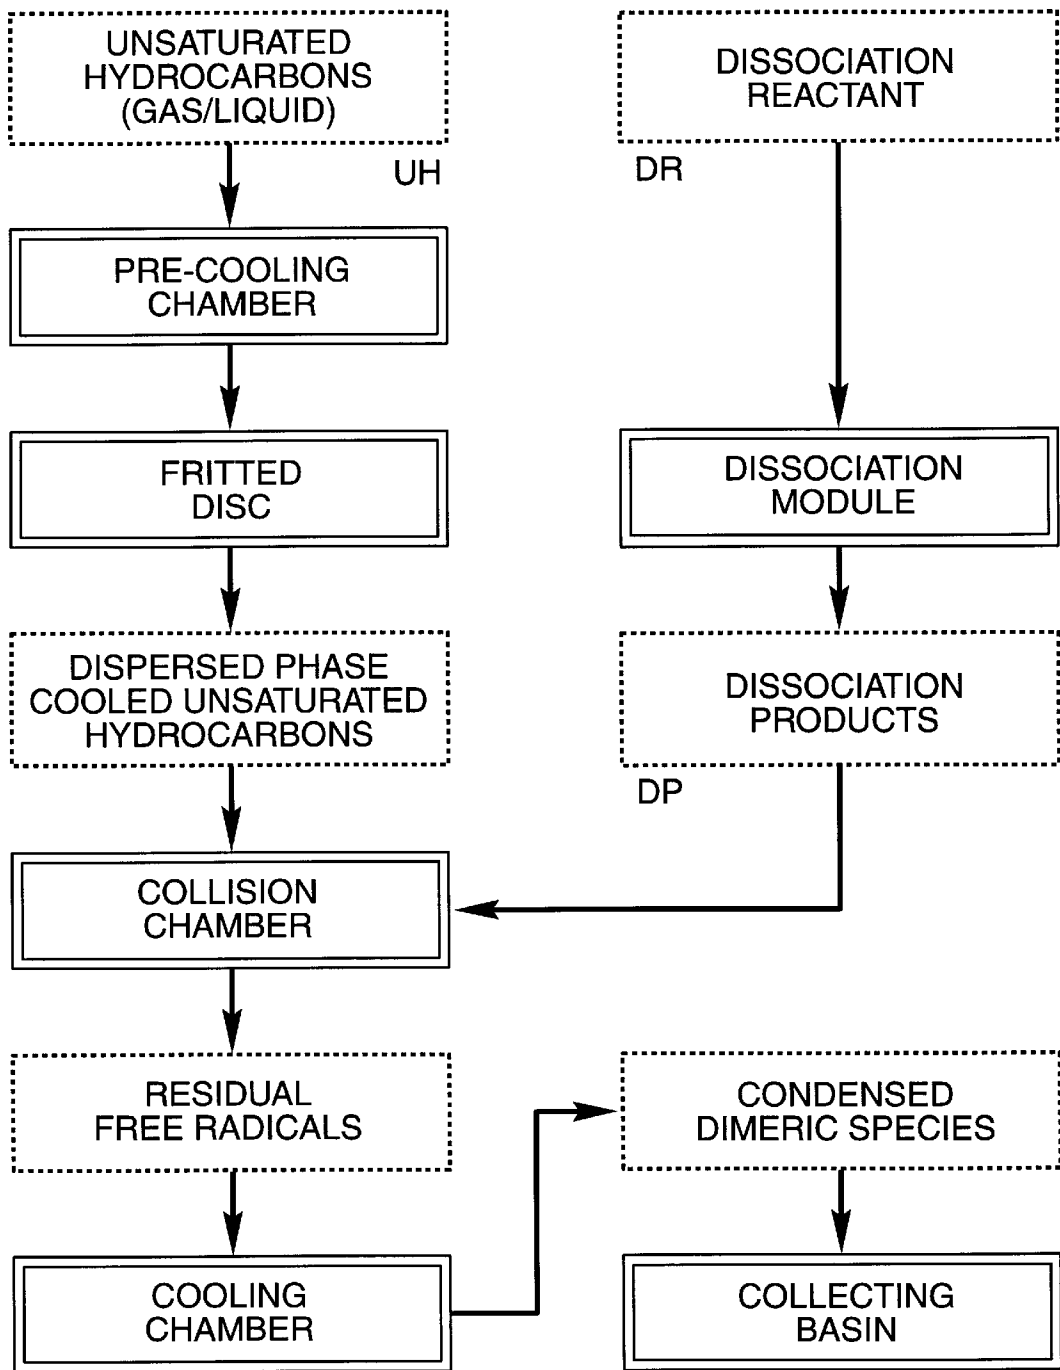 UNSATURATED
HYDROCARBONS
(GAS/LIQUID)
UH
DISSOCIATION
REACTANT
DR
PRE-COOLING
CHAMBER
FRITTED
DISC
DISSOCIATION
MODULE
DISPERSED PHASE
COOLED UNSATURATED
HYDROCARBONS
DISSOCIATION
PRODUCTS
DP
COLLISION
CHAMBER
RESIDUAL
FREE RADICALS
CONDENSED
DIMERIC SPECIES
COOLING
CHAMBER
COLLECTING
BASIN